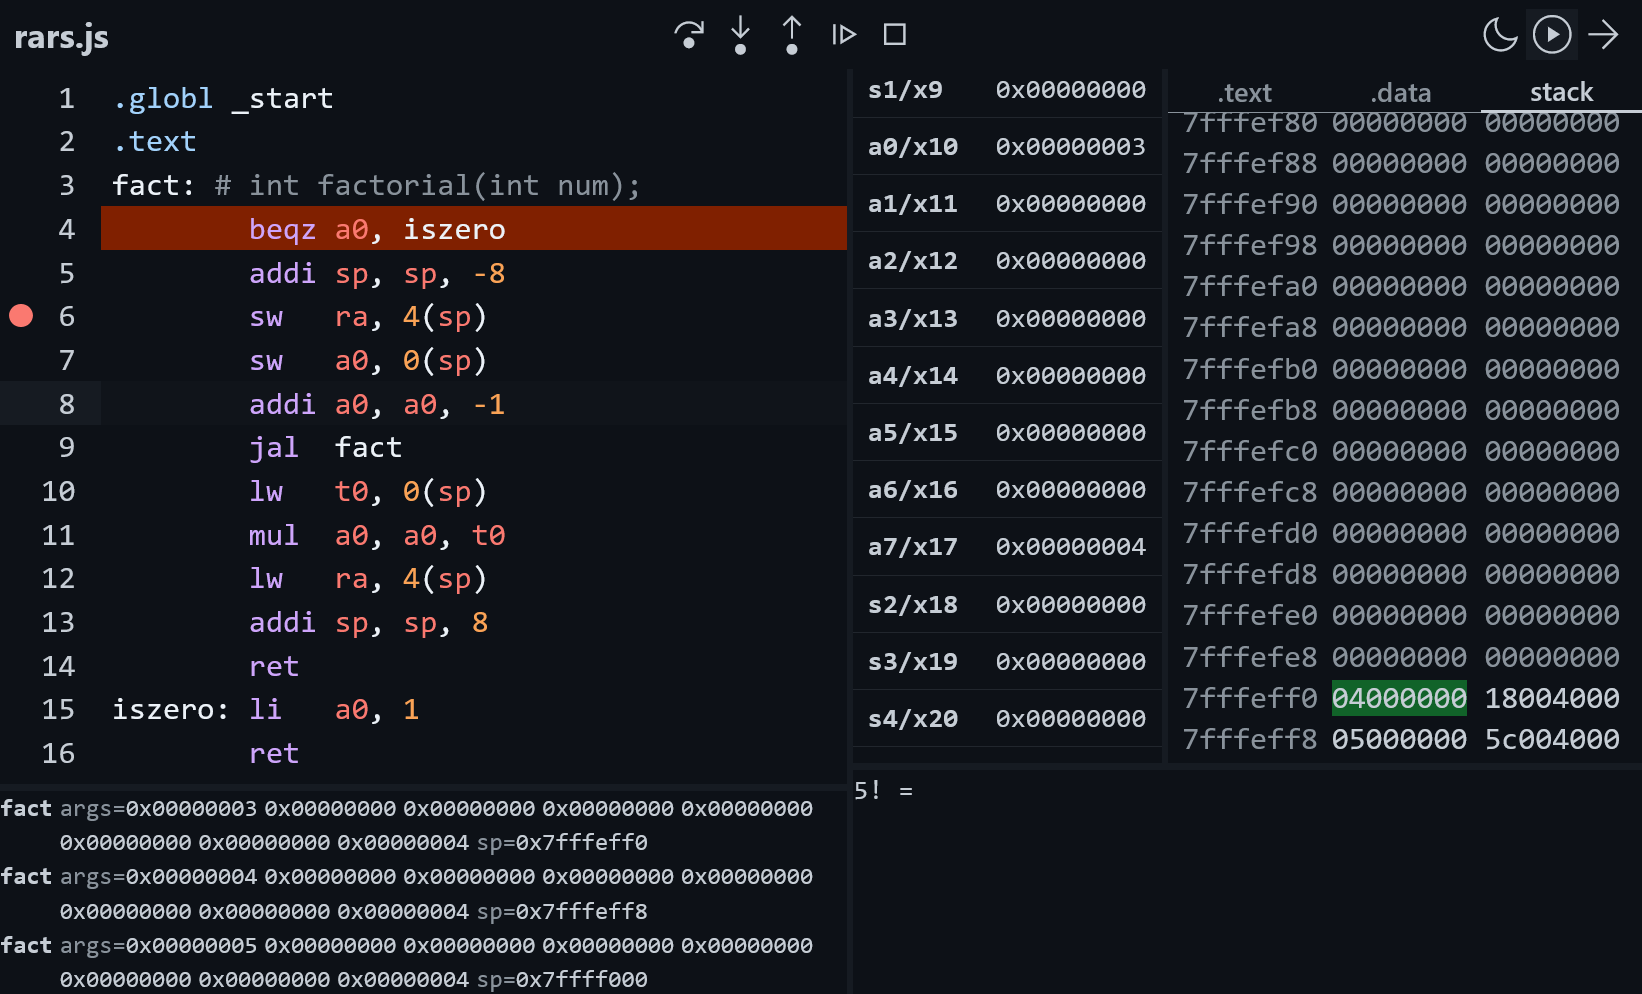 rars.js
1 .globl _start
2 .text
3 fact: # int factorial(int num);
4 beqz a0, iszero
5 addi sp, sp, -8
6 sw ra, 4(sp)
7 sw a0, 0(sp)
8 addi a0, a0, -1
9 jal fact
10 lw t0, 0(sp)
11 mul a0, a0, t0
12 lw ra, 4(sp)
13 addi sp, sp, 8
14 ret
15 iszero: li a0, 1
16 ret
fact args=0x00000003 0x00000000 0x00000000 0x00000000 0x00000000
0x00000000 0x00000000 0x00000004 sp=0x7fffeff0
fact args=0x00000004 0x00000000 0x00000000 0x00000000 0x00000000
0x00000000 0x00000000 0x00000004 sp=0x7fffeff8
fact args=0x00000005 0x00000000 0x00000000 0x00000000 0x00000000
0x00000000 0x00000000 0x00000004 sp=0x7ffff000
s1/x9 0x00000000
a0/x10 0x00000003
a1/x11 0x00000000
a2/x12 0x00000000
a3/x13 0x00000000
a4/x14 0x00000000
a5/x15 0x00000000
a6/x16 0x00000000
a7/x17 0x00000004
s2/x18 0x00000000
s3/x19 0x00000000
s4/x20 0x00000000
.text .data stack
7fffef80 00000000 00000000
7fffef88 00000000 00000000
7fffef90 00000000 00000000
7fffef98 00000000 00000000
7fffefa0 00000000 00000000
7fffefa8 00000000 00000000
7fffefb0 00000000 00000000
7fffefb8 00000000 00000000
7fffefc0 00000000 00000000
7fffefc8 00000000 00000000
7fffefd0 00000000 00000000
7fffefd8 00000000 00000000
7fffefe0 00000000 00000000
7fffefe8 00000000 00000000
7fffeff0 04000000 18004000
7fffeff8 05000000 5c004000
5! =